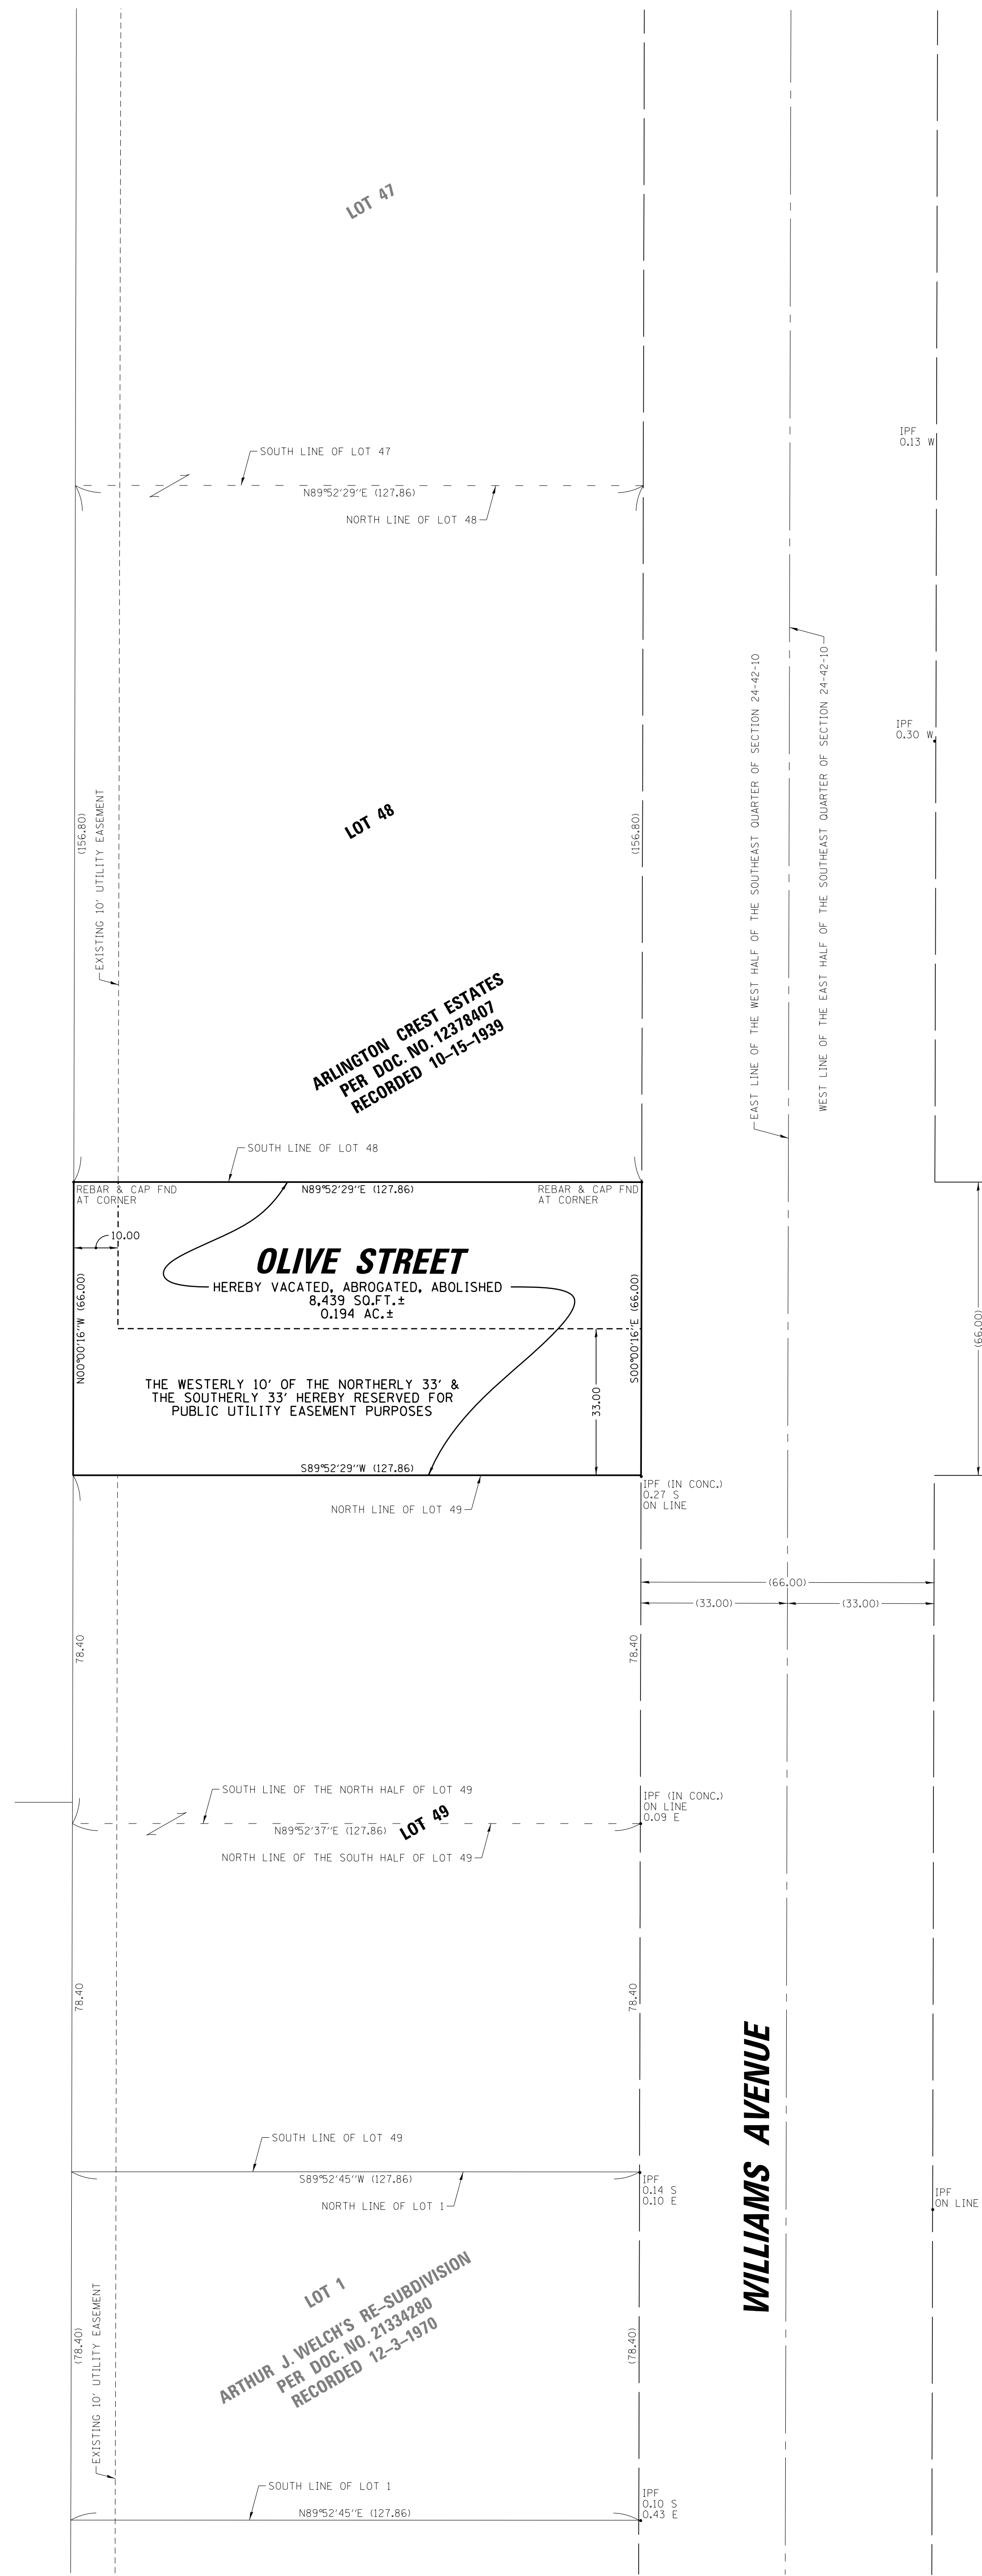 LOT 47
IPF
0.13 W
SOUTH LINE OF LOT 47
N89°52'29"E (127.86)
NORTH LINE OF LOT 48
EAST LINE OF THE WEST HALF OF THE SOUTHEAST QUARTER OF SECTION 24-42-10
WEST LINE OF THE EAST HALF OF THE SOUTHEAST QUARTER OF SECTION 24-42-10
IPF
0.30 W
(156.80)
EXISTING 10' UTILITY EASEMENT
LOT 48
(156.80)
ARLINGTON CREST ESTATES
PER DOC. NO. 12378407
RECORDED 10-15-1939
SOUTH LINE OF LOT 48
REBAR & CAP FND
AT CORNER
N89°52'29"E (127.86)
REBAR & CAP FND
AT CORNER
10.00
OLIVE STREET
HEREBY VACATED, ABROGATED, ABOLISHED
8,439 SQ.FT.±
0.194 AC.±
N00°00'16"W (66.00)
S00°00'16"E (66.00)
(66.00)
THE WESTERLY 10' OF THE NORTHERLY 33' &
THE SOUTHERLY 33' HEREBY RESERVED FOR
PUBLIC UTILITY EASEMENT PURPOSES
33.00
S89°52'29"W (127.86)
NORTH LINE OF LOT 49
IPF (IN CONC.)
0.27 S
ON LINE
(66.00)
(33.00)
(33.00)
78.40
78.40
SOUTH LINE OF THE NORTH HALF OF LOT 49
IPF (IN CONC.)
ON LINE
0.09 E
N89°52'37"E (127.86)
LOT 49
NORTH LINE OF THE SOUTH HALF OF LOT 49
78.40
78.40
WILLIAMS AVENUE
SOUTH LINE OF LOT 49
S89°52'45"W (127.86)
NORTH LINE OF LOT 1
IPF
0.14 S
0.10 E
IPF
ON LINE
LOT 1
ARTHUR J. WELCH'S RE-SUBDIVISION
PER DOC. NO. 21334280
RECORDED 12-3-1970
(78.40)
EXISTING 10' UTILITY EASEMENT
(78.40)
SOUTH LINE OF LOT 1
N89°52'45"E (127.86)
IPF
0.10 S
0.43 E